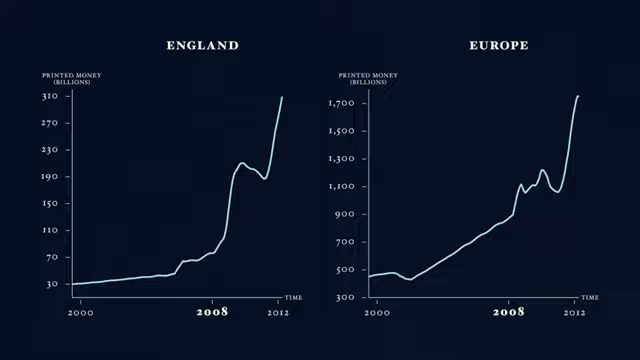 ENGLAND
PRINTED MONEY
(BILLIONS)
310
270
230
190
150
110
70
30
2000
2008
2012
TIME
EUROPE
PRINTED MONEY
(BILLIONS)
1,700
1,500
1,300
1,100
900
700
500
300
2000
2008
2012
TIME